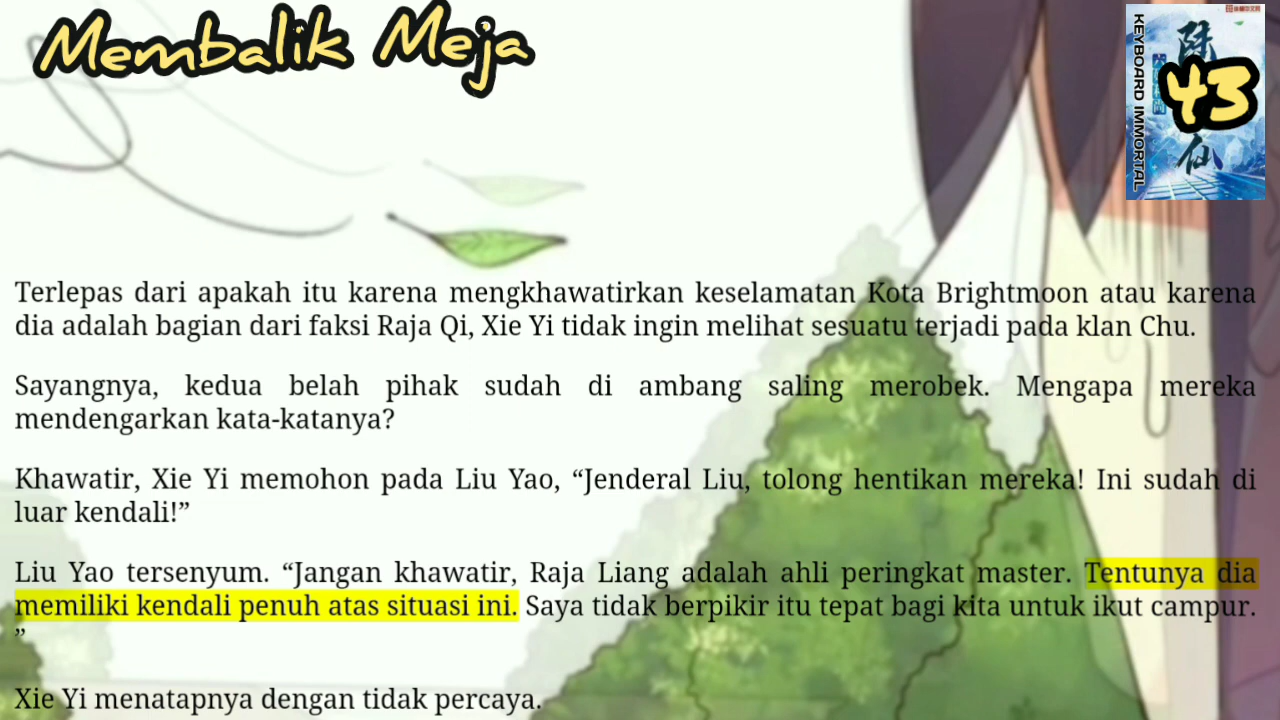 Membalik Meja
KEYBOARD IMMORTAL
陆
43
仙
Terlepas dari apakah itu karena mengkhawatirkan keselamatan Kota Brightmoon atau karena
dia adalah bagian dari faksi Raja Qi, Xie Yi tidak ingin melihat sesuatu terjadi pada klan Chu.
Sayangnya, kedua belah pihak sudah di ambang saling merobek. Mengapa mereka
mendengarkan kata-katanya?
Khawatir, Xie Yi memohon pada Liu Yao, “Jenderal Liu, tolong hentikan mereka! Ini sudah di
luar kendali!”
Liu Yao tersenyum. “Jangan khawatir, Raja Liang adalah ahli peringkat master. Tentunya dia
memiliki kendali penuh atas situasi ini. Saya tidak berpikir itu tepat bagi kita untuk ikut campur.
”
Xie Yi menatapnya dengan tidak percaya.